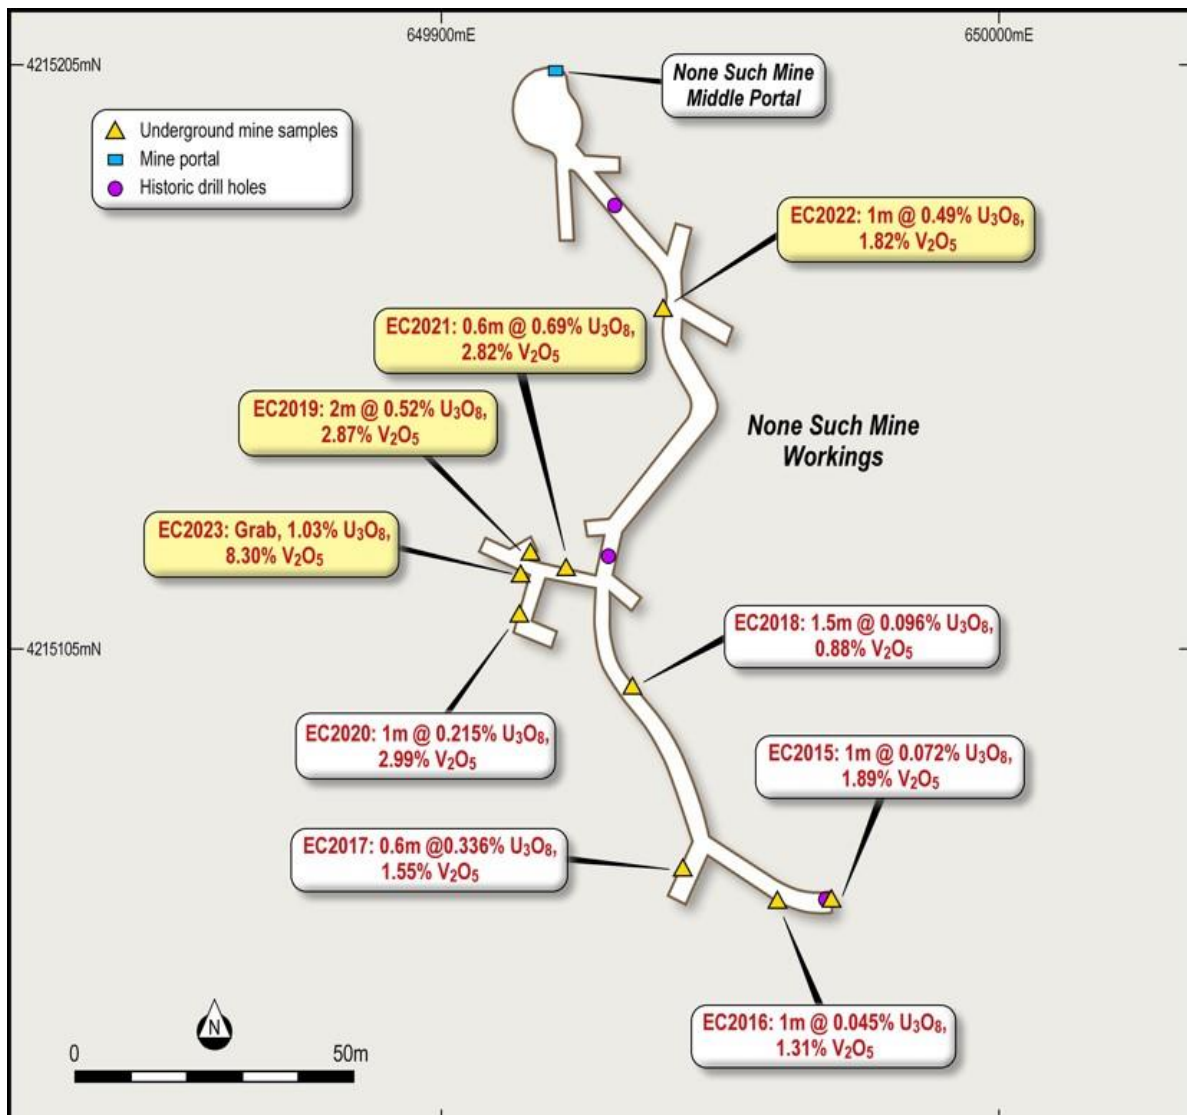 649900mE
650000mE
4215205mN
None Such Mine
Middle Portal
Underground mine samples
Mine portal
Historic drill holes
EC2022: 1m @ 0.49% U₃O₈,
1.82% V₂O₅
EC2021: 0.6m @ 0.69% U₃O₈,
2.82% V₂O₅
EC2019: 2m @ 0.52% U₃O₈,
2.87% V₂O₅
None Such Mine
Workings
EC2023: Grab, 1.03% U₃O₈,
8.30% V₂O₅
EC2018: 1.5m @ 0.096% U₃O₈,
0.88% V₂O₅
4215105mN
EC2020: 1m @ 0.215% U₃O₈,
2.99% V₂O₅
EC2015: 1m @ 0.072% U₃O₈,
1.89% V₂O₅
EC2017: 0.6m @0.336% U₃O₈,
1.55% V₂O₅
EC2016: 1m @ 0.045% U₃O₈,
1.31% V₂O₅
N
0
50m